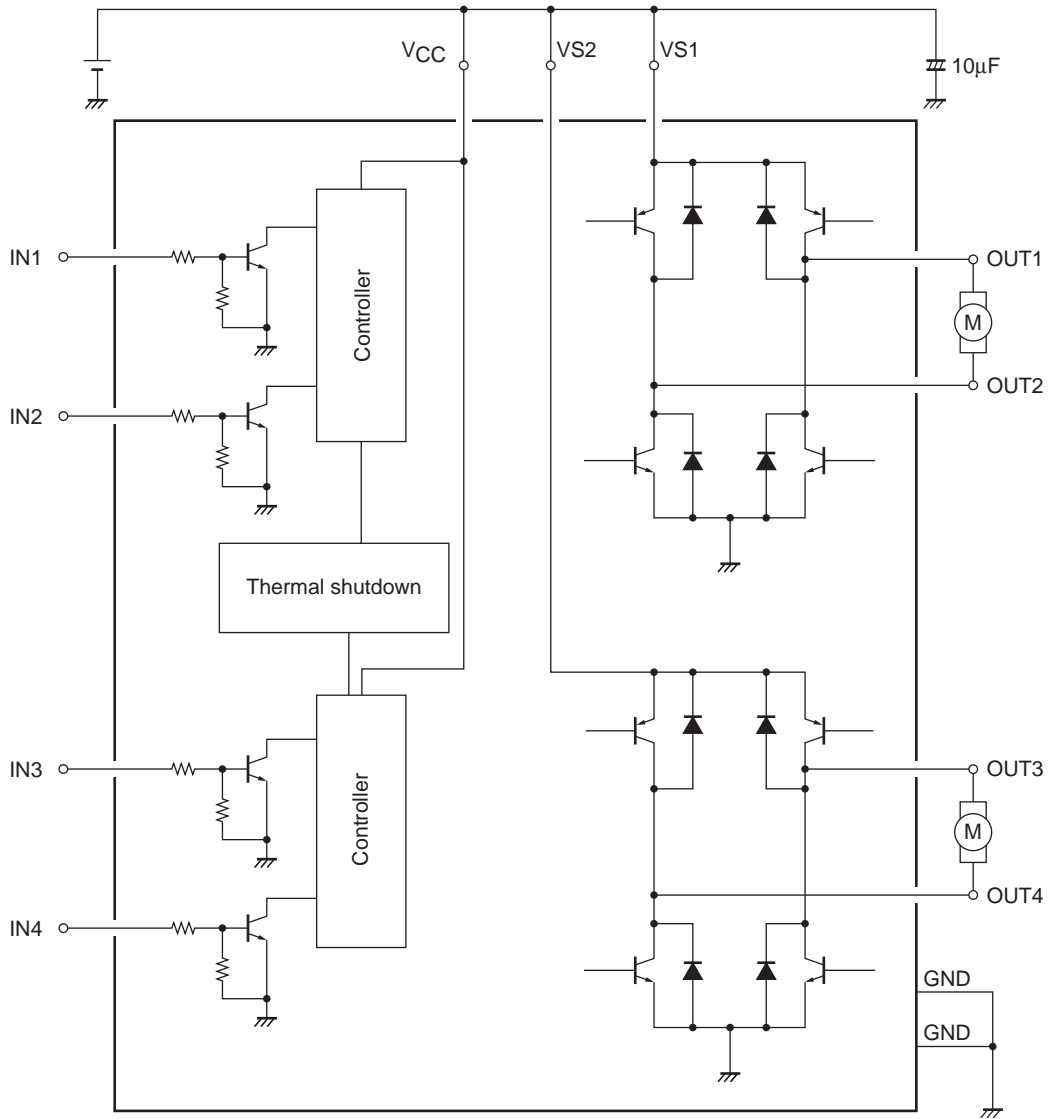 VCC
VS2
VS1
10μF
IN1
Controller
OUT1
M
IN2
OUT2
Thermal shutdown
IN3
Controller
OUT3
M
IN4
OUT4
GND
GND